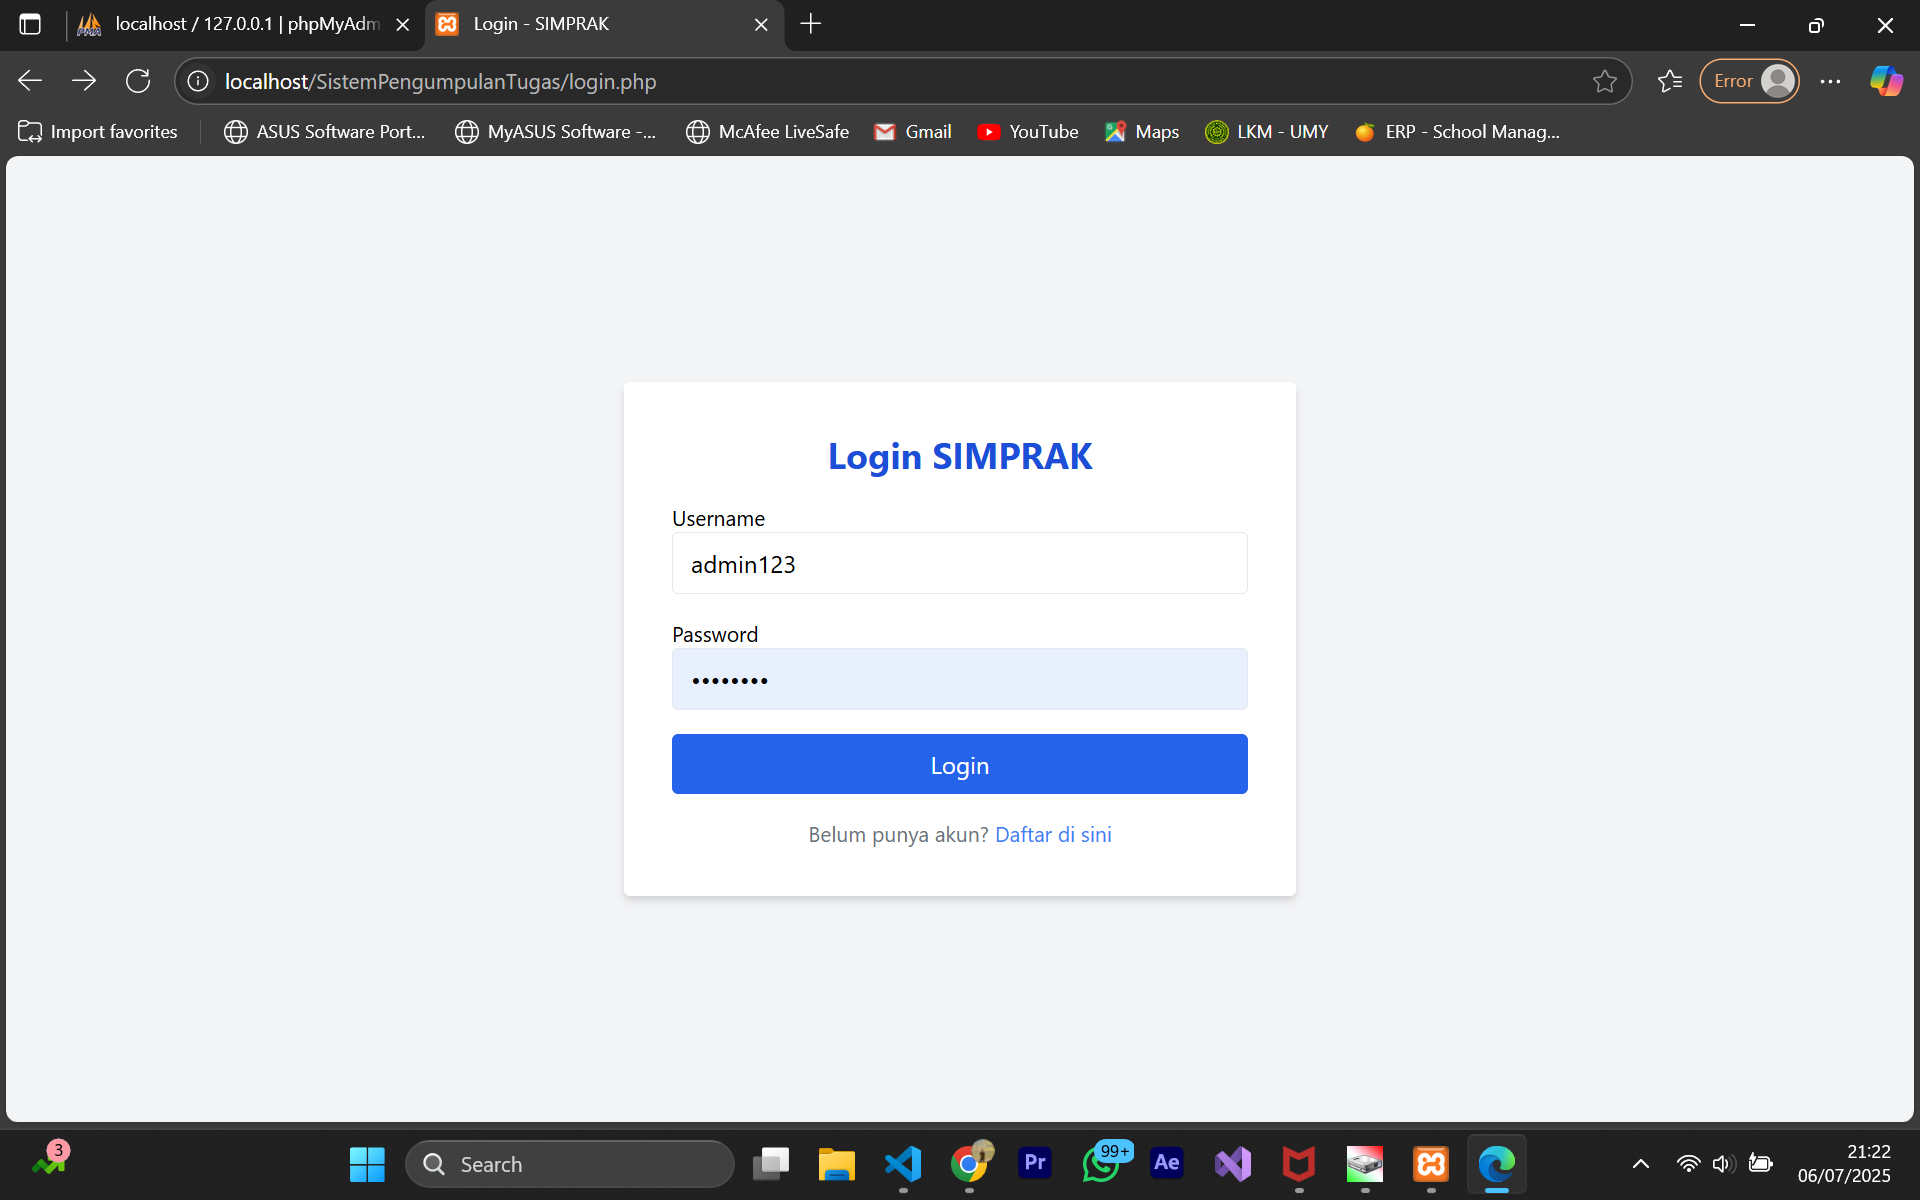 localhost / 127.0.0.1 | phpMyAdm
Login - SIMPRAK
localhost/SistemPengumpulanTugas/login.php
Error
Import favorites
ASUS Software Port...
MyASUS Software -...
McAfee LiveSafe
Gmail
YouTube
Maps
LKM - UMY
ERP - School Manag...
Login SIMPRAK
Username
admin123
Password
••••••••
Login
Belum punya akun? Daftar di sini
3
Search
Pr
99+
Ae
21:22
06/07/2025